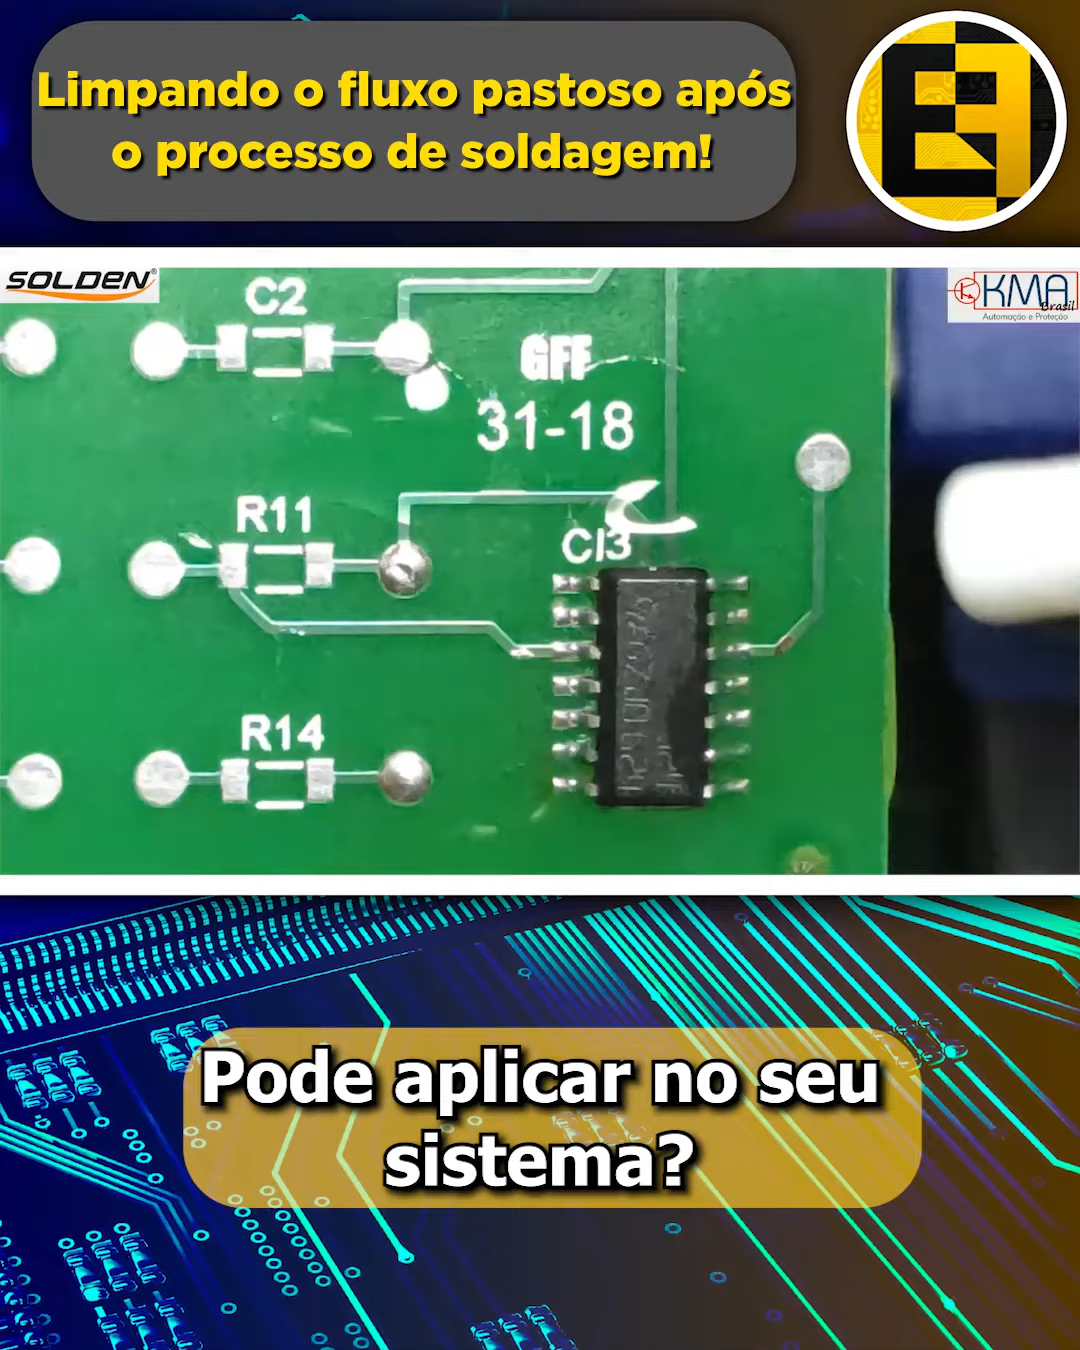 Limpando o fluxo pastoso após
o processo de soldagem!
EF
SOLDEN®
KMA
Brasil
Automação e Proteção
C2
GFF
31-18
R11
CI3
R14
Pode aplicar no seu
sistema?